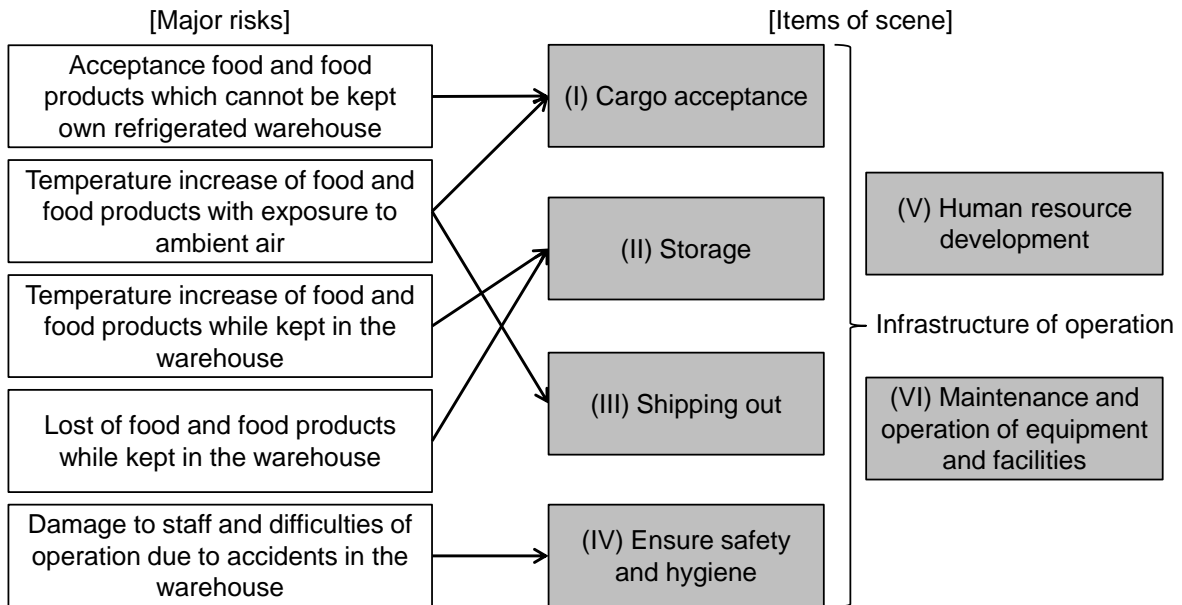 [Major risks]
[Items of scene]
Acceptance food and food
products which cannot be kept
own refrigerated warehouse
Temperature increase of food and
food products with exposure to
ambient air
Temperature increase of food and
food products while kept in the
warehouse
Lost of food and food products
while kept in the warehouse
Damage to staff and difficulties of
operation due to accidents in the
warehouse
(I) Cargo acceptance
(II) Storage
(III) Shipping out
(IV) Ensure safety
and hygiene
(V) Human resource
development
Infrastructure of operation
(VI) Maintenance and
operation of equipment
and facilities